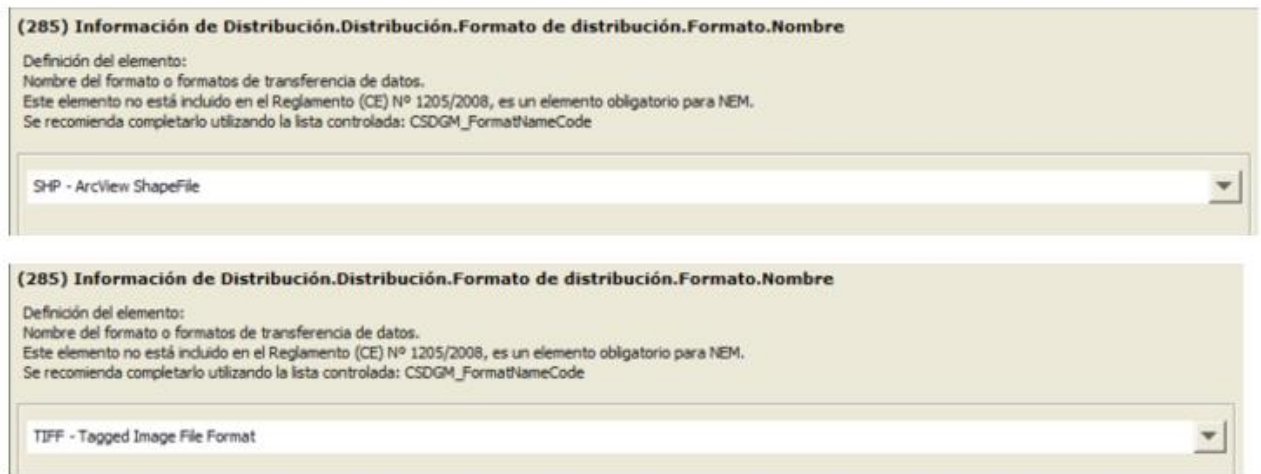 (285) Información de Distribución.Distribución.Formato de distribución.Formato.Nombre
Definición del elemento:
Nombre del formato o formatos de transferencia de datos.
Este elemento no está incluido en el Reglamento (CE) Nº 1205/2008, es un elemento obligatorio para NEM.
Se recomienda completarlo utilizando la lista controlada: CSDGM_FormatNameCode
SHP - ArcView ShapeFile
(285) Información de Distribución.Distribución.Formato de distribución.Formato.Nombre
Definición del elemento:
Nombre del formato o formatos de transferencia de datos.
Este elemento no está incluido en el Reglamento (CE) Nº 1205/2008, es un elemento obligatorio para NEM.
Se recomienda completarlo utilizando la lista controlada: CSDGM_FormatNameCode
TIFF - Tagged Image File Format